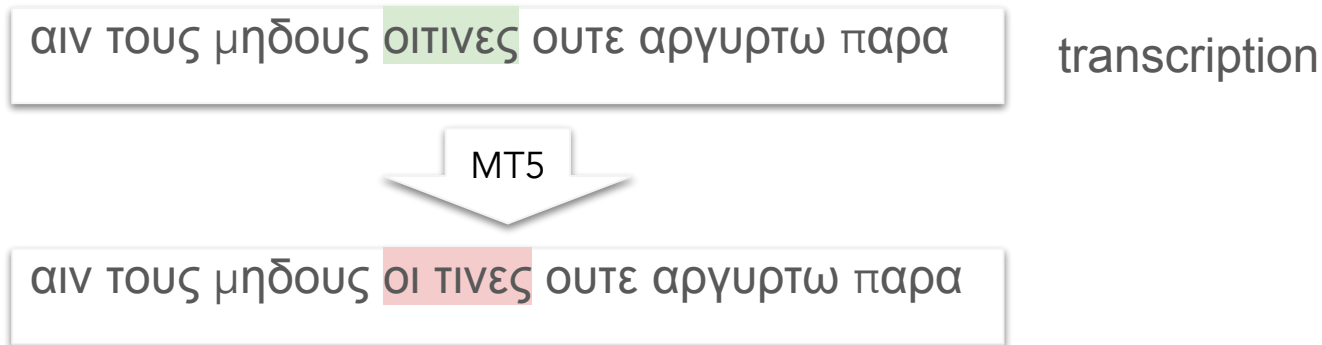 αιν τους μηδους οιτινες ουτε αργυρτω παρα
transcription
MT5
αιν τους μηδους οι τινες ουτε αργυρτω παρα